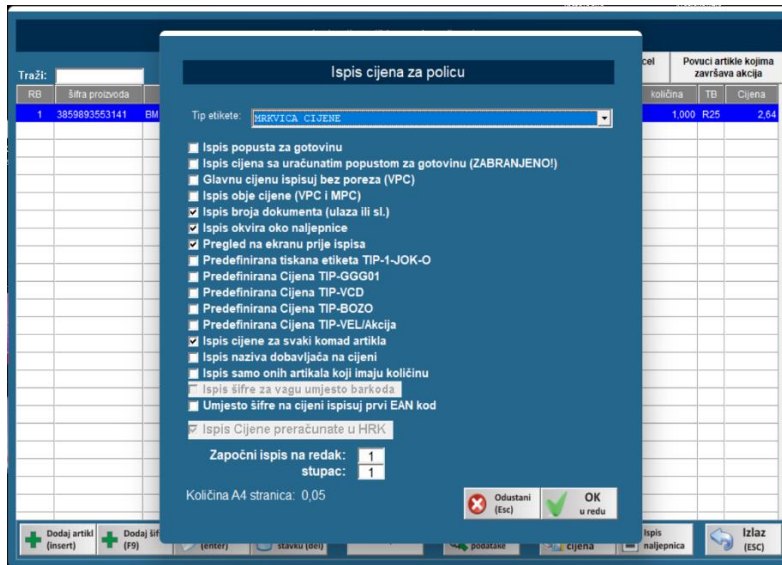 cel
Povuci artikle kojima
završava akcija
Traži:
RB šifra proizvoda količina TB Cijena
1 3859893553141 BM 1,000 R25 2,64
Ispis cijena za policu
Tip etikete: MRKVICA CIJENE
Ispis popusta za gotovinu
Ispis cijena sa uračunatim popustom za gotovinu (ZABRANJENO!)
Glavnu cijenu ispisuj bez poreza (VPC)
Ispis obje cijene (VPC i MPC)
Ispis broja dokumenta (ulaza ili sl.)
Ispis okvira oko naljepnice
Pregled na ekranu prije ispisa
Predefinirana tiskana etiketa TIP-1-JOK-O
Predefinirana Cijena TIP-GGG01
Predefinirana Cijena TIP-VCD
Predefinirana Cijena TIP-BOZO
Predefinirana Cijena TIP-VEL/Akcija
Ispis cijene za svaki komad artikla
Ispis naziva dobavljača na cijeni
Ispis samo onih artikala koji imaju količinu
Ispis šifre za vagu umjesto barkoda
Umjesto šifre na cijeni ispisuj prvi EAN kod
Ispis Cijene preračunate u HRK
Započni ispis na redak: 1
stupac: 1
Količina A4 stranica: 0,05
Odustani
(Esc)
OK
u redu
Dodaj artikl
(insert)
Dodaj šif
(F9)
(enter)
stavku (del)
podatake
cijena
Ispis
naljepnica
Izlaz
(ESC)